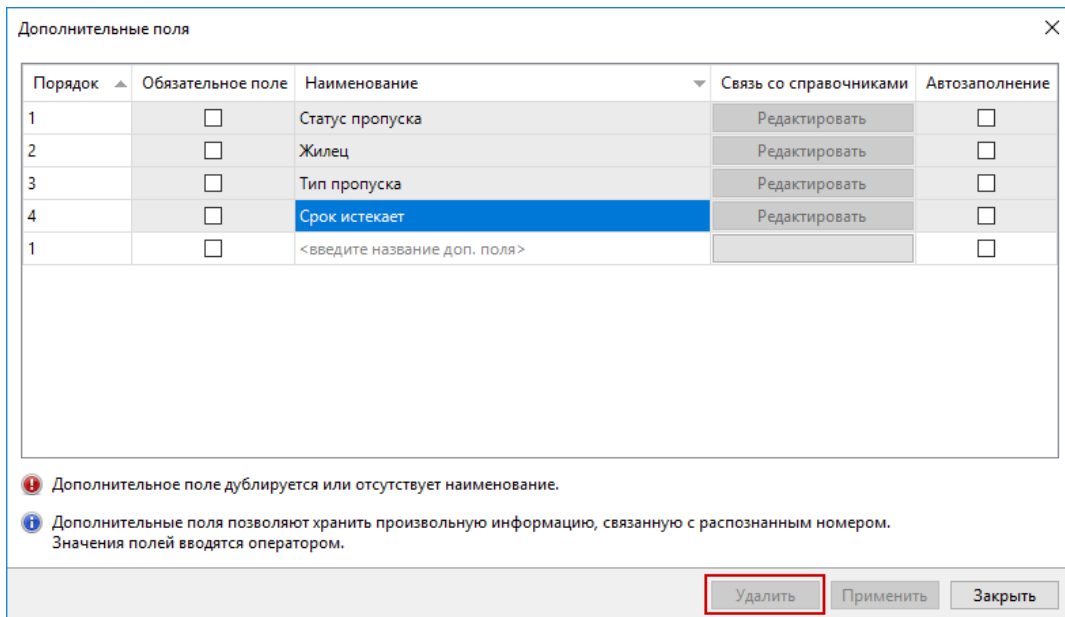 Дополнительные поля
Порядок Обязательное поле Наименование Связь со справочниками Автозаполнение
1 Статус пропуска Редактировать
2 Жилец Редактировать
3 Тип пропуска Редактировать
4 Срок истекает Редактировать
1 <введите название доп. поля>
Дополнительное поле дублируется или отсутствует наименование.
Дополнительные поля позволяют хранить произвольную информацию, связанную с распознанным номером.
Значения полей вводятся оператором.
Удалить Применить Закрыть